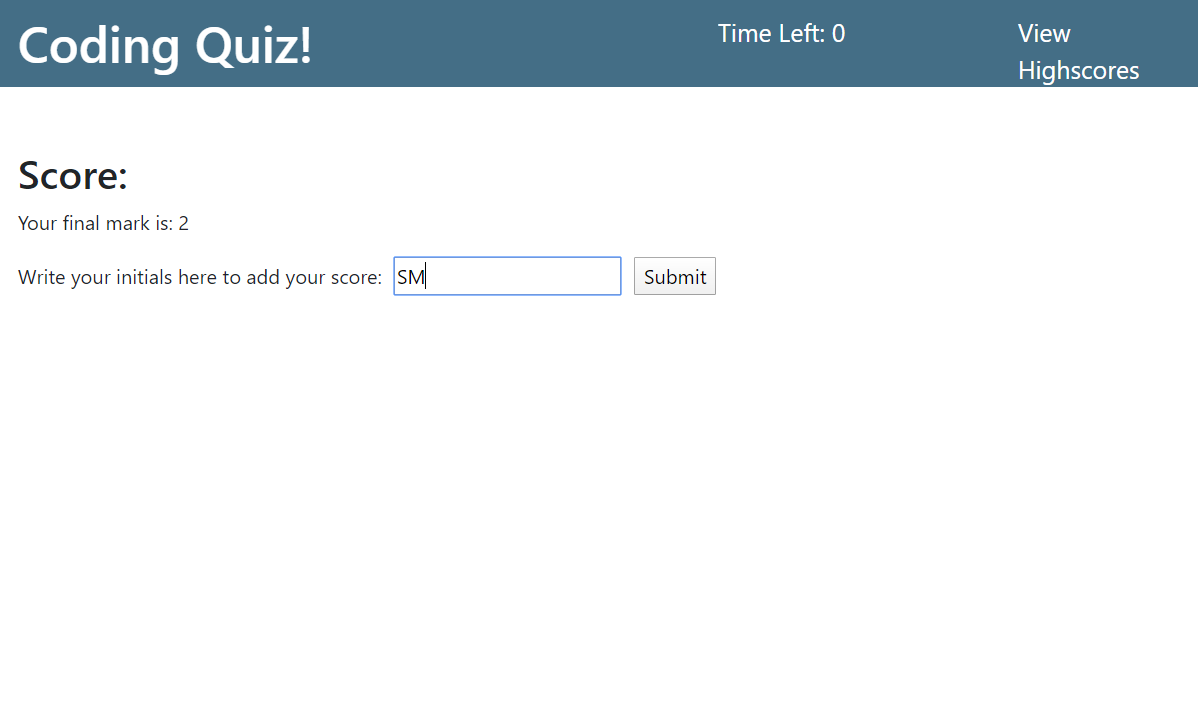 Coding Quiz!
Time Left: 0
View
Highscores
Score:
Your final mark is: 2
Write your initials here to add your score: SM Submit